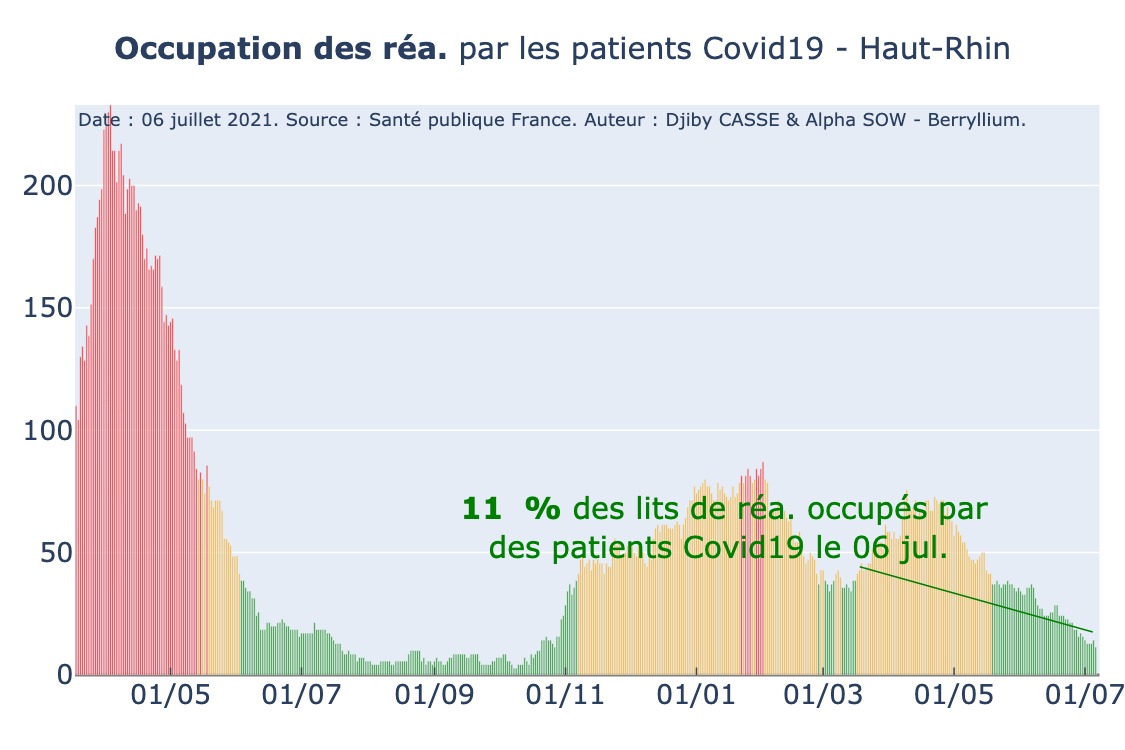 Occupation des réa. par les patients Covid19 - Haut-Rhin
Date : 06 juillet 2021. Source : Santé publique France. Auteur : Djiby CASSE & Alpha SOW - Berryllium.
200
150
100
50
0
11 % des lits de réa. occupés par
des patients Covid19 le 06 jul.
01/05 01/07 01/09 01/11 01/01 01/03 01/05 01/07